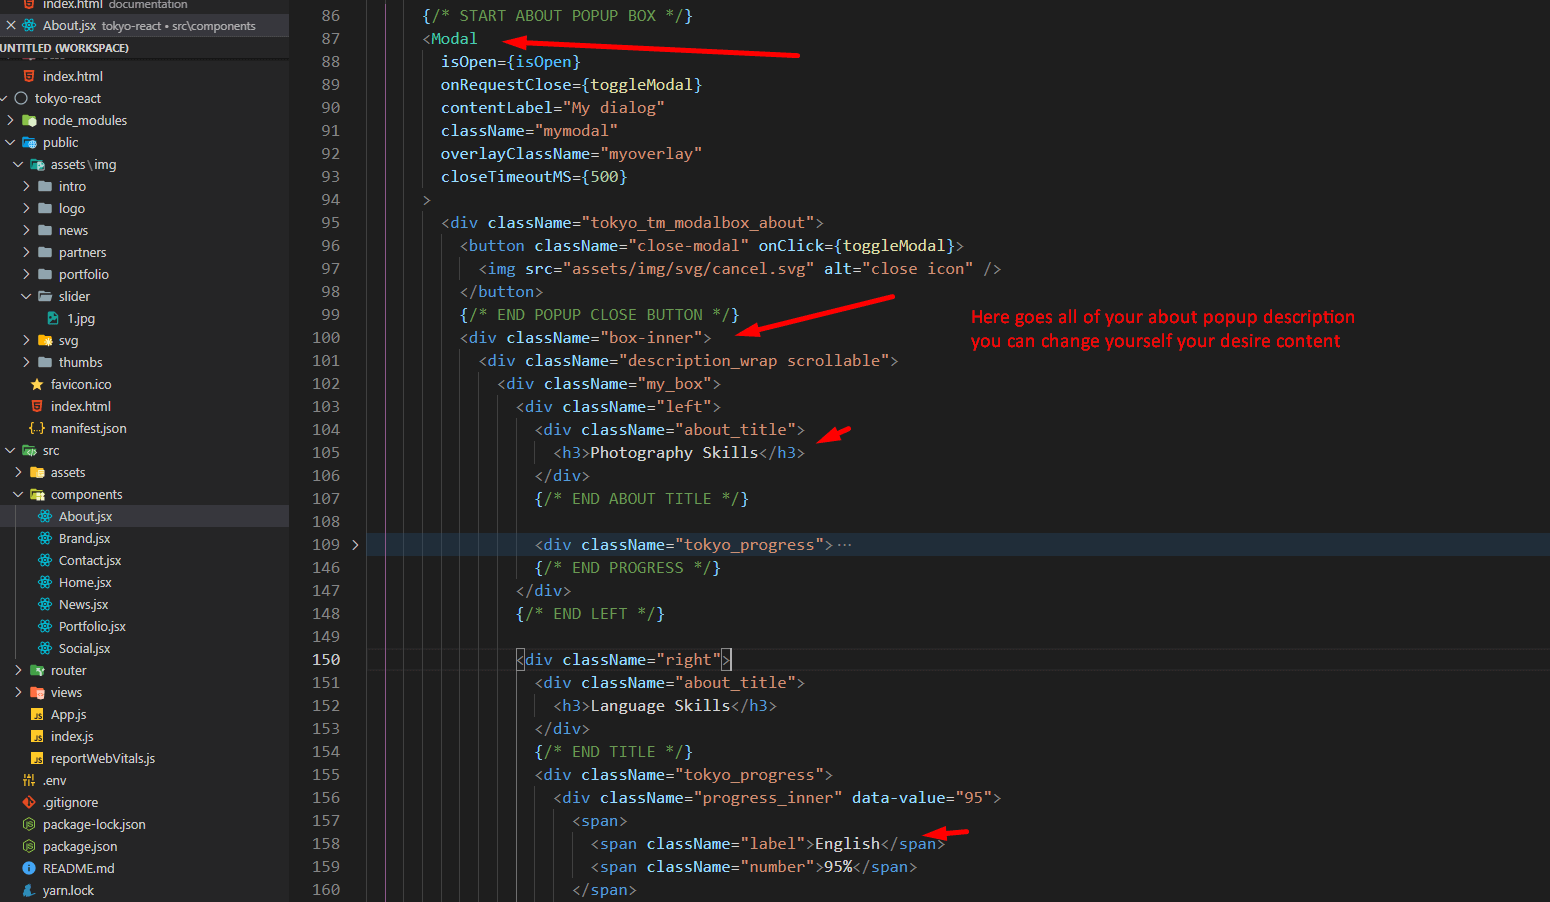 index.html documentation
About.jsx tokyo-react • src\components
UNTITLED (WORKSPACE)
index.html
tokyo-react
node_modules
public
assets\img
intro
logo
news
partners
portfolio
slider
1.jpg
svg
thumbs
favicon.ico
index.html
manifest.json
src
assets
components
About.jsx
Brand.jsx
Contact.jsx
Home.jsx
News.jsx
Portfolio.jsx
Social.jsx
router
views
App.js
index.js
reportWebVitals.js
.env
.gitignore
package-lock.json
package.json
README.md
yarn.lock
86 {/* START ABOUT POPUP BOX */}
87 <Modal
88 isOpen={isOpen}
89 onRequestClose={toggleModal}
90 contentLabel="My dialog"
91 className="mymodal"
92 overlayClassName="myoverlay"
93 closeTimeoutMS={500}
94 >
95 <div className="tokyo_tm_modalbox_about">
96 <button className="close-modal" onClick={toggleModal}>
97 <img src="assets/img/svg/cancel.svg" alt="close icon" />
98 </button>
99 {/* END POPUP CLOSE BUTTON */}
100 <div className="box-inner">
101 <div className="description_wrap scrollable">
102 <div className="my_box">
103 <div className="left">
104 <div className="about_title">
105 <h3>Photography Skills</h3>
106 </div>
107 {/* END ABOUT TITLE */}
108
109 <div className="tokyo_progress">···
146 {/* END PROGRESS */}
147 </div>
148 {/* END LEFT */}
149
150 <div className="right">
151 <div className="about_title">
152 <h3>Language Skills</h3>
153 </div>
154 {/* END TITLE */}
155 <div className="tokyo_progress">
156 <div className="progress_inner" data-value="95">
157 <span>
158 <span className="label">English</span>
159 <span className="number">95%</span>
160 </span>
Here goes all of your about popup description
you can change yourself your desire content